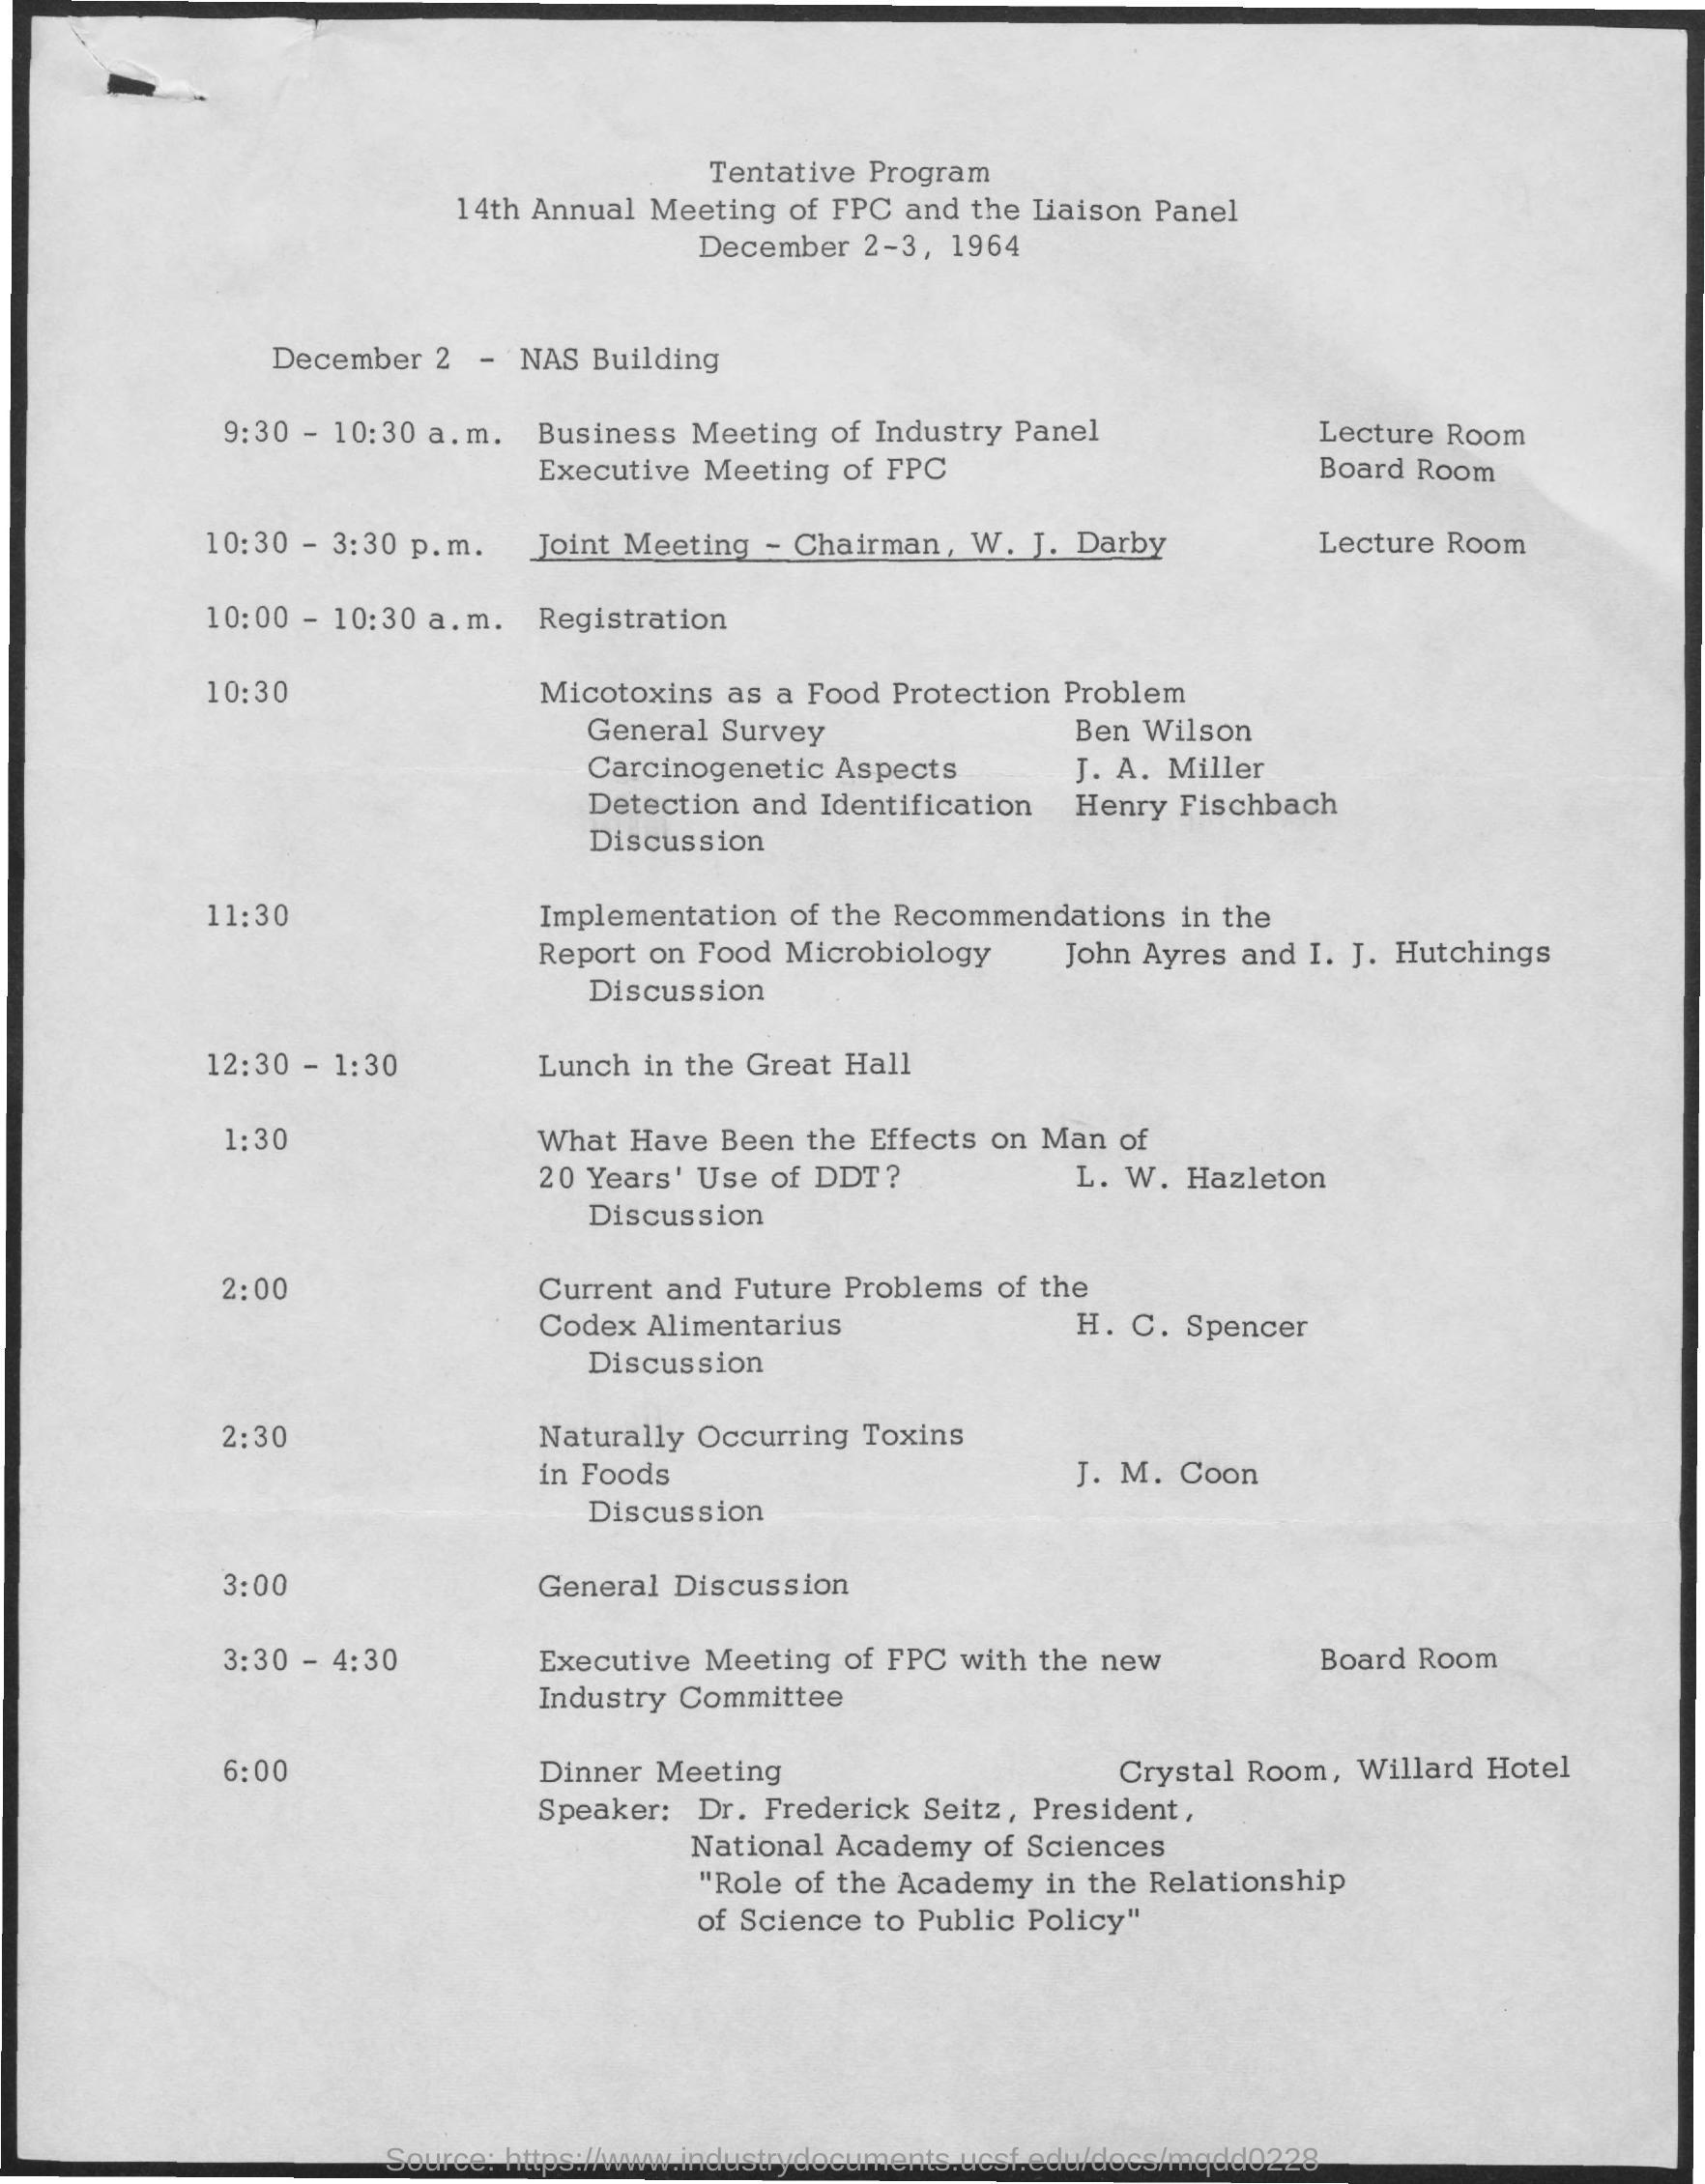 Tentative Program
14th Annual Meeting of FPC and the Liaison Panel
December 2-3, 1964
December 2 - NAS Building
9:30 - 10:30 a.m. Business Meeting of Industry Panel Lecture Room
Executive Meeting of FPC Board Room
10:30 - 3:30 p.m. Joint Meeting - Chairman, W. J. Darby Lecture Room
10:00 - 10:30 a.m. Registration
10:30 Micotoxins as a Food Protection Problem
General Survey Ben Wilson
Carcinogenetic Aspects J. A. Miller
Detection and Identification Henry Fischbach
Discussion
11:30 Implementation of the Recommendations in the
Report on Food Microbiology John Ayres and I. J. Hutchings
Discussion
12:30 - 1:30 Lunch in the Great Hall
1:30 What Have Been the Effects on Man of
20 Years' Use of DDT? L. W. Hazleton
Discussion
2:00 Current and Future Problems of the
Codex Alimentarius H. C. Spencer
Discussion
2:30 Naturally Occurring Toxins
in Foods J. M. Coon
Discussion
3:00 General Discussion
3:30 - 4:30 Executive Meeting of FPC with the new Board Room
Industry Committee
6:00 Dinner Meeting Crystal Room, Willard Hotel
Speaker: Dr. Frederick Seitz, President,
National Academy of Sciences
"Role of the Academy in the Relationship
of Science to Public Policy"
Source: https://www.industrydocuments.ucsf.edu/docs/mqdd0228